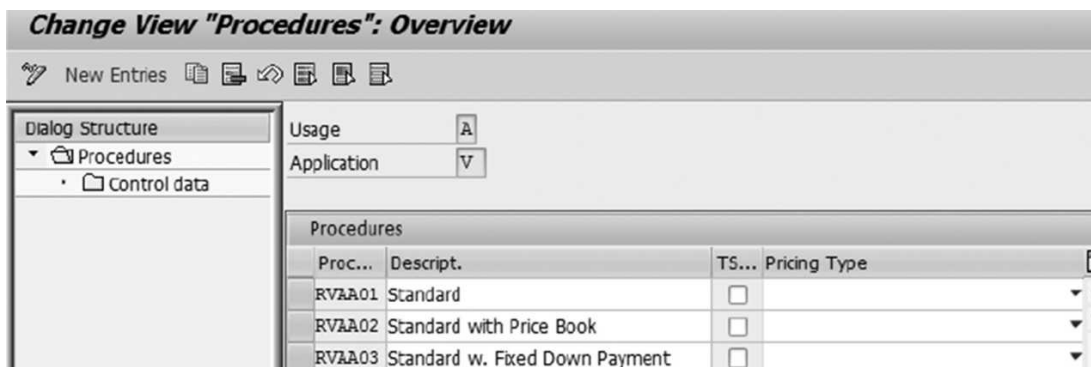 Change View "Procedures": Overview
New Entries
Dialog Structure
Procedures
Control data
Usage A
Application V
Procedures
Proc... Descript. TS... Pricing Type
RVAA01 Standard
RVAA02 Standard with Price Book
RVAA03 Standard w. Fixed Down Payment